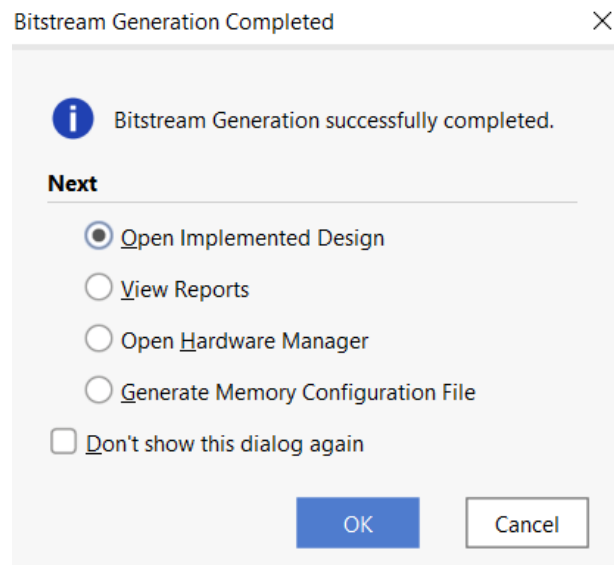 Bitstream Generation Completed
Bitstream Generation successfully completed.
Next
Open Implemented Design
View Reports
Open Hardware Manager
Generate Memory Configuration File
Don't show this dialog again
OK
Cancel